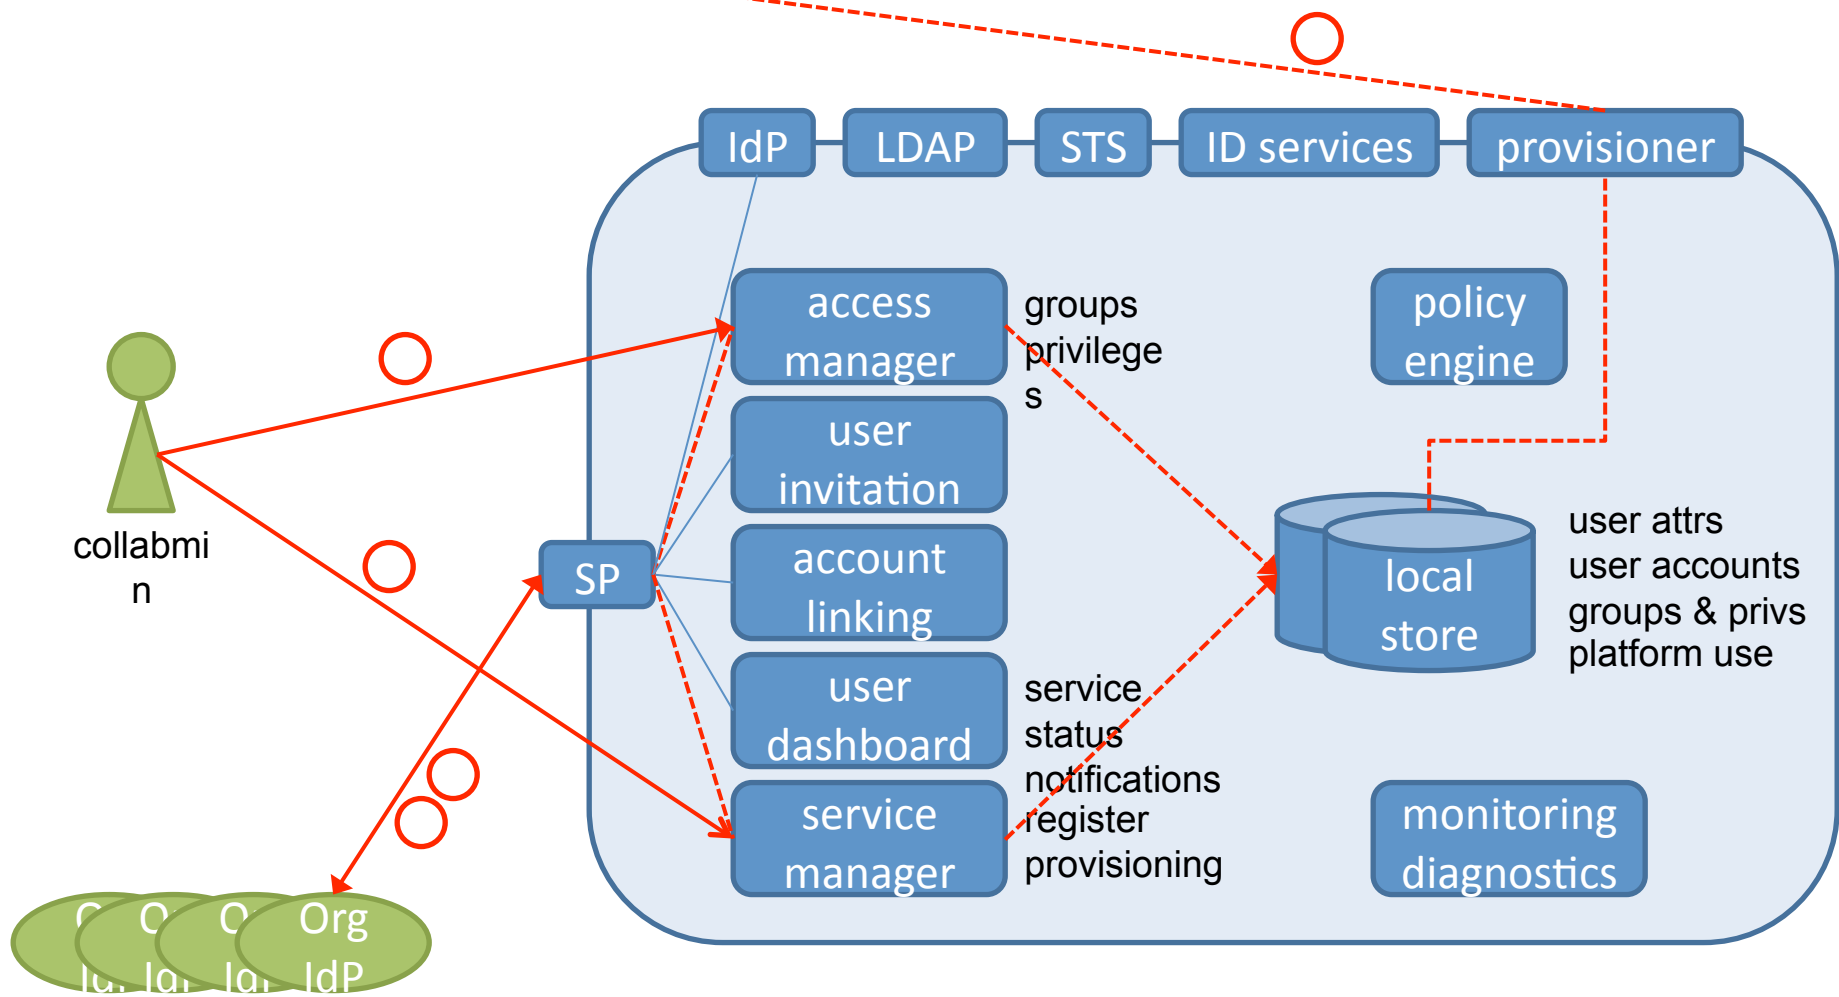 IdP
LDAP
STS
ID services
provisioner
access
manager
groups
privilege
s
policy
engine
user
invitation
collabmi
n
SP
account
linking
local
store
user attrs
user accounts
groups & privs
platform use
user
dashboard
service
status
notifications
service
manager
register
provisioning
monitoring
diagnostics
Org
IdP